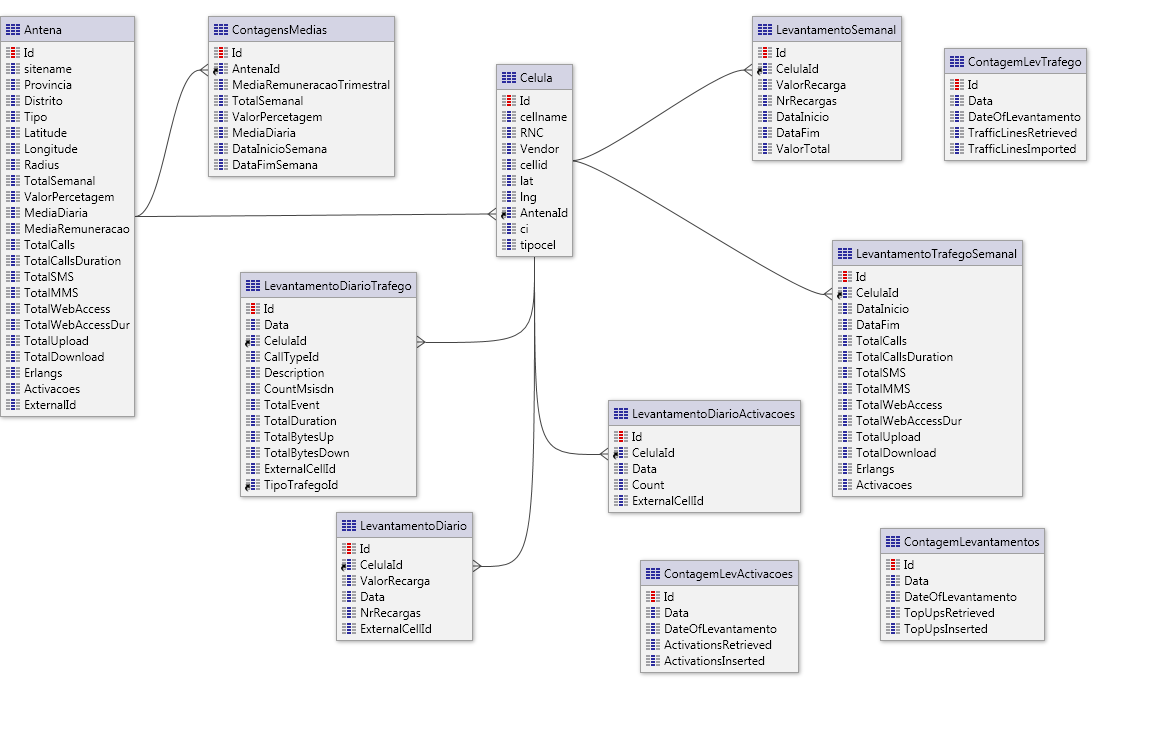 Antena
Id
sitename
Provincia
Distrito
Tipo
Latitude
Longitude
Radius
TotalSemanal
ValorPercetagem
MediaDiaria
MediaRemuneracao
TotalCalls
TotalCallsDuration
TotalSMS
TotalMMS
TotalWebAccess
TotalWebAccessDur
TotalUpload
TotalDownload
Erlangs
Activacoes
ExternalId
ContagensMedias
Id
AntenaId
MediaRemuneracaoTrimestral
TotalSemanal
ValorPercetagem
MediaDiaria
DataInicioSemana
DataFimSemana
Celula
Id
cellname
RNC
Vendor
cellid
lat
lng
AntenaId
ci
tipocel
LevantamentoSemanal
Id
CelulaId
ValorRecarga
NrRecargas
DataInicio
DataFim
ValorTotal
ContagemLevTrafego
Id
Data
DateOfLevantamento
TrafficLinesRetrieved
TrafficLinesImported
LevantamentoDiarioTrafego
Id
Data
CelulaId
CallTypeId
Description
CountMsisdn
TotalEvent
TotalDuration
TotalBytesUp
TotalBytesDown
ExternalCellId
TipoTrafegoId
LevantamentoTrafegoSemanal
Id
CelulaId
DataInicio
DataFim
TotalCalls
TotalCallsDuration
TotalSMS
TotalMMS
TotalWebAccess
TotalWebAccessDur
TotalUpload
TotalDownload
Erlangs
Activacoes
LevantamentoDiarioActivacoes
Id
CelulaId
Data
Count
ExternalCellId
LevantamentoDiario
Id
CelulaId
ValorRecarga
Data
NrRecargas
ExternalCellId
ContagemLevActivacoes
Id
Data
DateOfLevantamento
ActivationsRetrieved
ActivationsInserted
ContagemLevantamentos
Id
Data
DateOfLevantamento
TopUpsRetrieved
TopUpsInserted